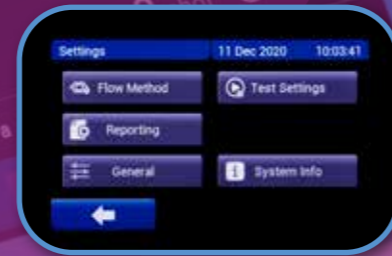 Settings 11 Dec 2020 10:03:41
Flow Method Test Settings
Reporting
General System Info